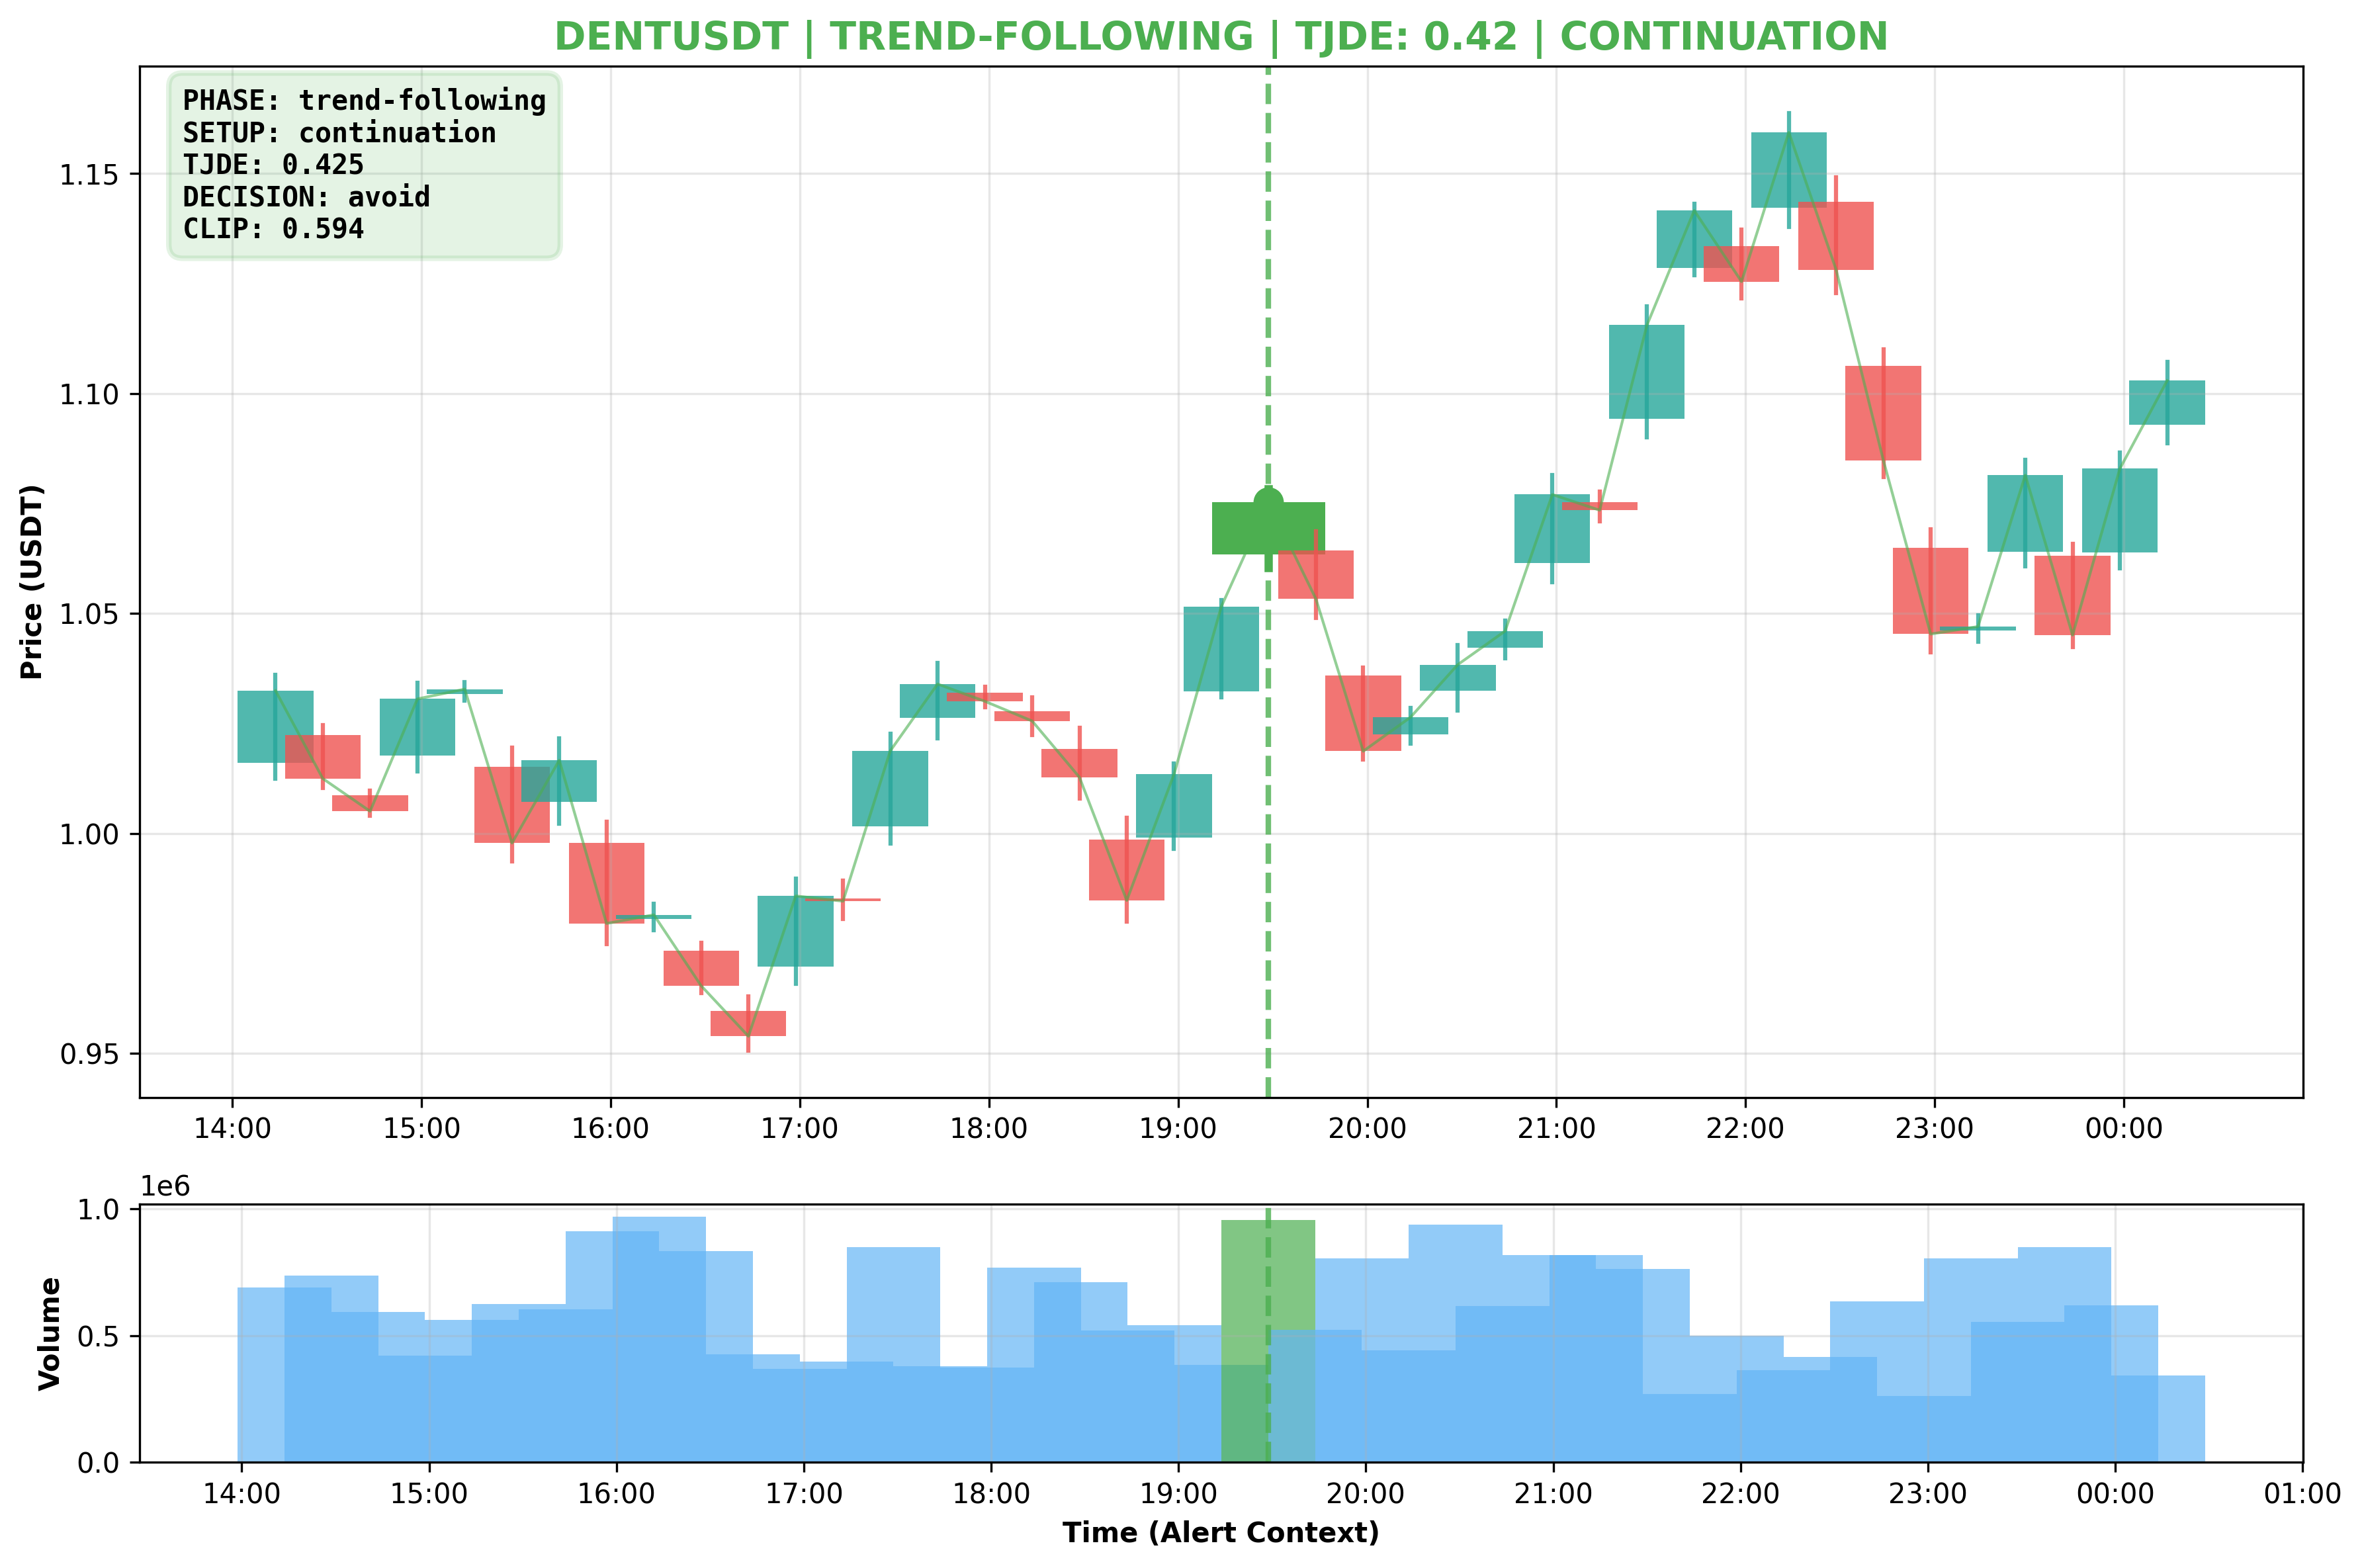 DENTUSDT | TREND-FOLLOWING | TJDE: 0.42 | CONTINUATION
PHASE: trend-following
SETUP: continuation
TJDE: 0.425
DECISION: avoid
CLIP: 0.594
Price (USDT)
1.15
1.10
1.05
1.00
0.95
14:00 15:00 16:00 17:00 18:00 19:00 20:00 21:00 22:00 23:00 00:00
1e6
Volume
1.0
0.5
0.0
14:00 15:00 16:00 17:00 18:00 19:00 20:00 21:00 22:00 23:00 00:00 01:00
Time (Alert Context)